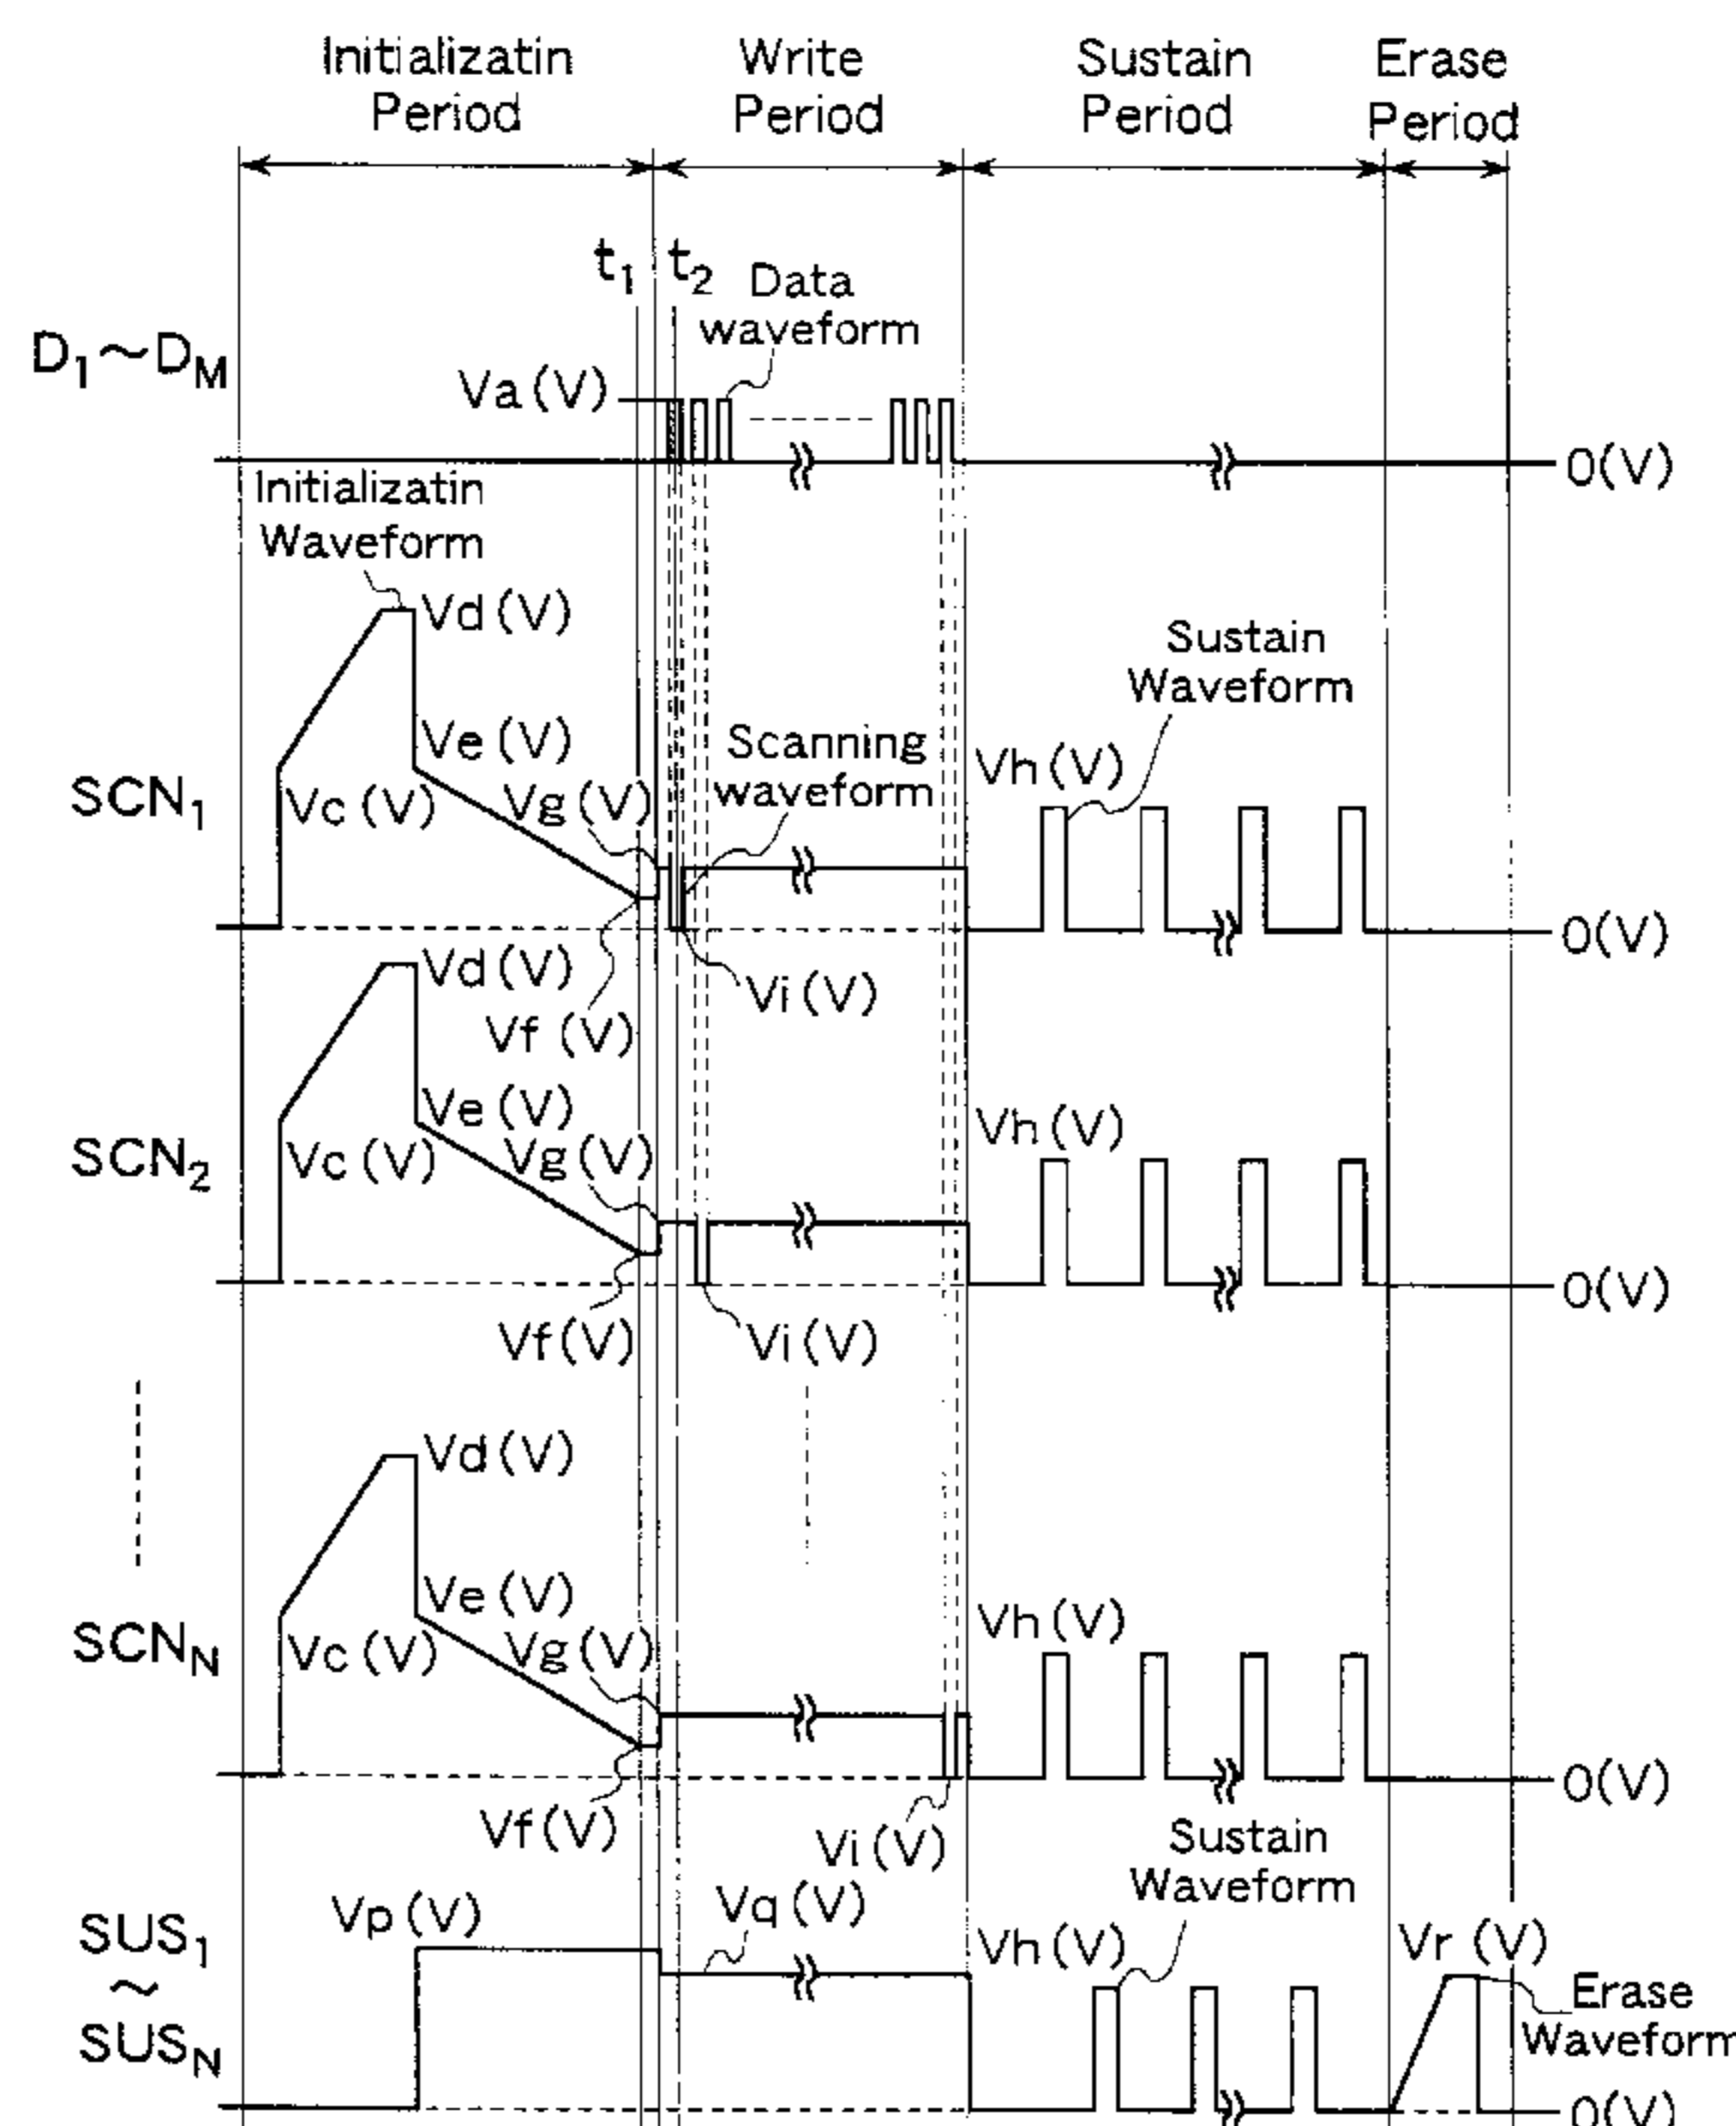 Initializatin
Period
Write
Period
Sustain
Period
Erase
Period
t1 t2
Data
waveform
D1~DM
Va (V)
0(V)
Initializatin
Waveform
Vd (V)
Sustain
Waveform
Ve (V)
Scanning
waveform
Vh (V)
SCN1
Vc (V)
Vg (V)
0(V)
Vi (V)
Vf (V)
Vd (V)
Ve (V)
Vh (V)
SCN2
Vc (V)
Vg (V)
0(V)
Vf (V)
Vi (V)
Vd (V)
Ve (V)
Vh (V)
SCNN
Vc (V)
Vg (V)
0(V)
Vf (V)
Vi (V)
Sustain
Waveform
SUS1
~
SUSN
Vp (V)
Vq (V)
Vh (V)
Vr (V)
Erase
Waveform
0(V)